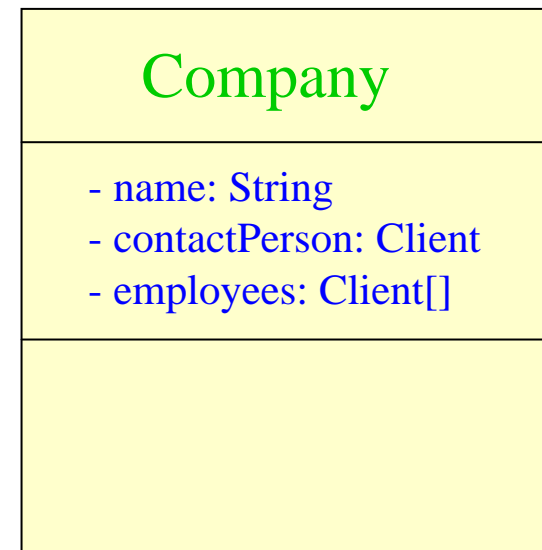 Company
- name: String
- contactPerson: Client
- employees: Client[]